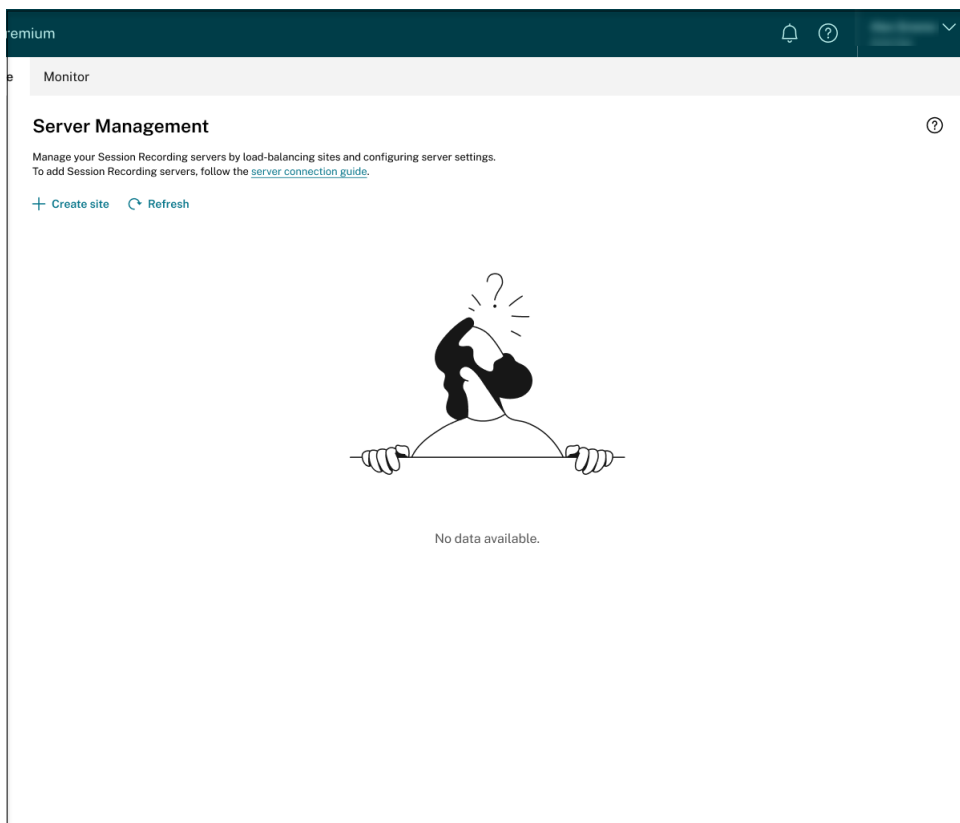 remium
e
Monitor
Server Management
Manage your Session Recording servers by load-balancing sites and configuring server settings.
To add Session Recording servers, follow the server connection guide.
Create site
Refresh
No data available.